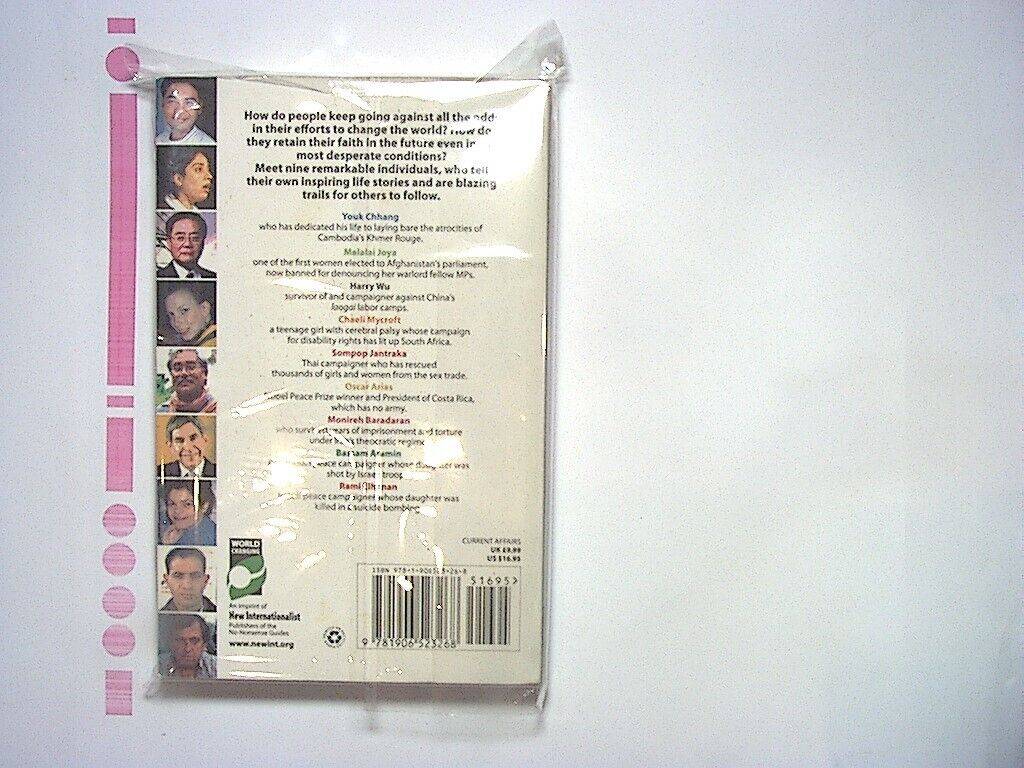 How do people keep going against all the odd
in their efforts to change the world? How do
they retain their faith in the future even in
most desperate conditions?
Meet nine remarkable individuals, who tell
their own inspiring life stories and are blazing
trails for others to follow.
Youk Chhang
who has dedicated his life to laying bare the atrocities of
Cambodia's Khmer Rouge.
Malalai Joya
one of the first women elected to Afghanistan's parliament,
now banned for denouncing her warlord fellow MPs.
Harry Wu
survivor of and campaigner against China's
laogai labor camps.
Chaeli Mycroft
a teenage girl with cerebral palsy whose campaign
for disability rights has lit up South Africa.
Sompop Jantraka
Thai campaigner who has rescued
thousands of girls and women from the sex trade.
Oscar Arias
Peace Prize winner and President of Costa Rica,
which has no army.
Monireh Baradaran
who years of imprisonment and torture
under theocratic regime
Bassam Aramin
peace whose daughter was
shot by troop
Rami
peace whose daughter was
killed in suicide bombing
WORLD
CHANGING
An imprint of
New Internationalist
Publishers of the
No-Nonsense Guides
www.newint.org
CURRENT AFFAIRS
UK £9.99
US $16.95
ISBN 978-1-906523-26-8
51695>
9 781906 523268